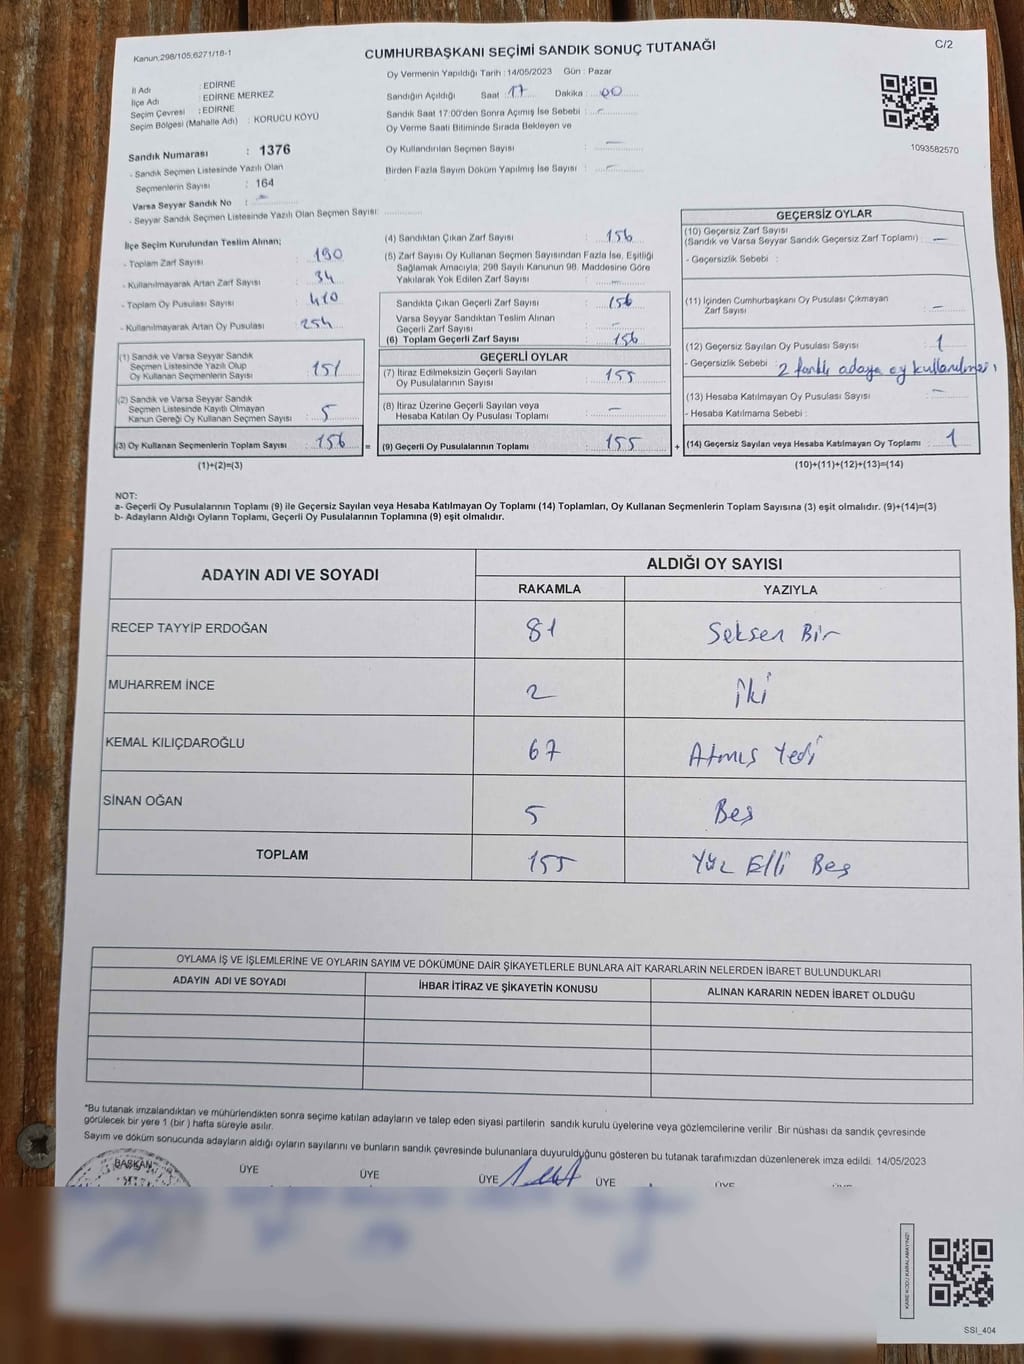 Kanun;298/105;6271/16-1
CUMHURBAŞKANI SEÇİMİ SANDIK SONUÇ TUTANAĞI
C/2
İl Adı : EDİRNE
İlçe Adı : EDİRNE MERKEZ
Seçim Çevresi : EDİRNE
Seçim Bölgesi (Mahalle Adı) : KORUCU KÖYÜ
Sandık Numarası : 1376
- Sandık Seçmen Listesinde Yazılı Olan
Seçmenlerin Sayısı : 164
Varsa Seyyar Sandık No : -
- Seyyar Sandık Seçmen Listesinde Yazılı Olan Seçmen Sayısı:
Oy Vermenin Yapıldığı Tarih : 14/05/2023 Gün : Pazar
Sandığın Açıldığı Saat : 17 Dakika : 00
Sandık Saat 17:00'den Sonra Açımış İse Sebebi : -
Oy Verme Saati Bitiminde Sırada Bekleyen ve
Oy Kullandırılan Seçmen Sayısı : -
Birden Fazla Sayım Döküm Yapılmış İse Sayısı : -
1093582570
İlçe Seçim Kurulundan Teslim Alınan;
- Toplam Zarf Sayısı : 190
- Kullanılmayarak Artan Zarf Sayısı : 34
- Toplam Oy Pusulası Sayısı : 410
- Kullanılmayarak Artan Oy Pusulası : 254
(1) Sandık ve Varsa Seyyar Sandık
Seçmen Listesinde Yazılı Olup
Oy Kullanan Seçmenlerin Sayısı : 151
(2) Sandık ve Varsa Seyyar Sandık
Seçmen Listesinde Kayıtlı Olmayan
Kanun Gereği Oy Kullanan Seçmen Sayısı : 5
(3) Oy Kullanan Seçmenlerin Toplam Sayısı : 156 =
(1)+(2)=(3)
(4) Sandıktan Çıkan Zarf Sayısı : 156
(5) Zarf Sayısı Oy Kullanan Seçmen Sayısından Fazla İse, Eşitliği
Sağlamak Amacıyla; 298 Sayılı Kanunun 98. Maddesine Göre
Yakılarak Yok Edilen Zarf Sayısı : -
Sandıkta Çıkan Geçerli Zarf Sayısı : 156
Varsa Seyyar Sandıktan Teslim Alınan
Geçerli Zarf Sayısı : -
(6) Toplam Geçerli Zarf Sayısı : 156
GEÇERLİ OYLAR
(7) İtiraz Edilmeksizin Geçerli Sayılan
Oy Pusulalarının Sayısı : 155
(8) İtiraz Üzerine Geçerli Sayılan veya
Hesaba Katılan Oy Pusulası Toplamı : -
(9) Geçerli Oy Pusulalarının Toplamı : 155 +
GEÇERSİZ OYLAR
(10) Geçersiz Zarf Sayısı
(Sandık ve Varsa Seyyar Sandık Geçersiz Zarf Toplamı) : -
- Geçersizlik Sebebi :
(11) İçinden Cumhurbaşkanı Oy Pusulası Çıkmayan
Zarf Sayısı : -
(12) Geçersiz Sayılan Oy Pusulası Sayısı : 1
- Geçersizlik Sebebi : 2 farklı adaya oy kullanılması
(13) Hesaba Katılmayan Oy Pusulası Sayısı : -
- Hesaba Katılmama Sebebi :
(14) Geçersiz Sayılan veya Hesaba Katılmayan Oy Toplamı : 1
(10)+(11)+(12)+(13)=(14)
NOT:
a- Geçerli Oy Pusulalarının Toplamı (9) ile Geçersiz Sayılan veya Hesaba Katılmayan Oy Toplamı (14) Toplamları, Oy Kullanan Seçmenlerin Toplam Sayısına (3) eşit olmalıdır. (9)+(14)=(3)
b- Adayların Aldığı Oyların Toplamı, Geçerli Oy Pusulalarının Toplamına (9) eşit olmalıdır.
ADAYIN ADI VE SOYADI
ALDIĞI OY SAYISI
RAKAMLA YAZIYLA
RECEP TAYYİP ERDOĞAN 81 Seksen Bir
MUHARREM İNCE 2 İki
KEMAL KILIÇDAROĞLU 67 Atmış Yedi
SİNAN OĞAN 5 Beş
TOPLAM 155 Yüz Elli Beş
OYLAMA İŞ VE İŞLEMLERİNE VE OYLARIN SAYIM VE DÖKÜMÜNE DAİR ŞİKAYETLERLE BUNLARA AİT KARARLARIN NELERDEN İBARET BULUNDUKLARI
ADAYIN ADI VE SOYADI İHBAR İTİRAZ VE ŞİKAYETİN KONUSU ALINAN KARARIN NEDEN İBARET OLDUĞU
*Bu tutanak imzalandıktan ve mühürlendikten sonra seçime katılan adayların ve talep eden siyasi partilerin sandık kurulu üyelerine veya gözlemcilerine verilir .Bir nüshası da sandık çevresinde
görülecek bir yere 1 (bir ) hafta süreyle asılır.
Sayım ve döküm sonucunda adayların aldığı oyların sayılarını ve bunların sandık çevresinde bulunanlara duyurulduğunu gösteren bu tutanak tarafımızdan düzenlenerek imza edildi. 14/05/2023
BAŞKAN ÜYE ÜYE ÜYE ÜYE ÜYE
KARE KODU KARALAMAYINIZ!
SSI_404